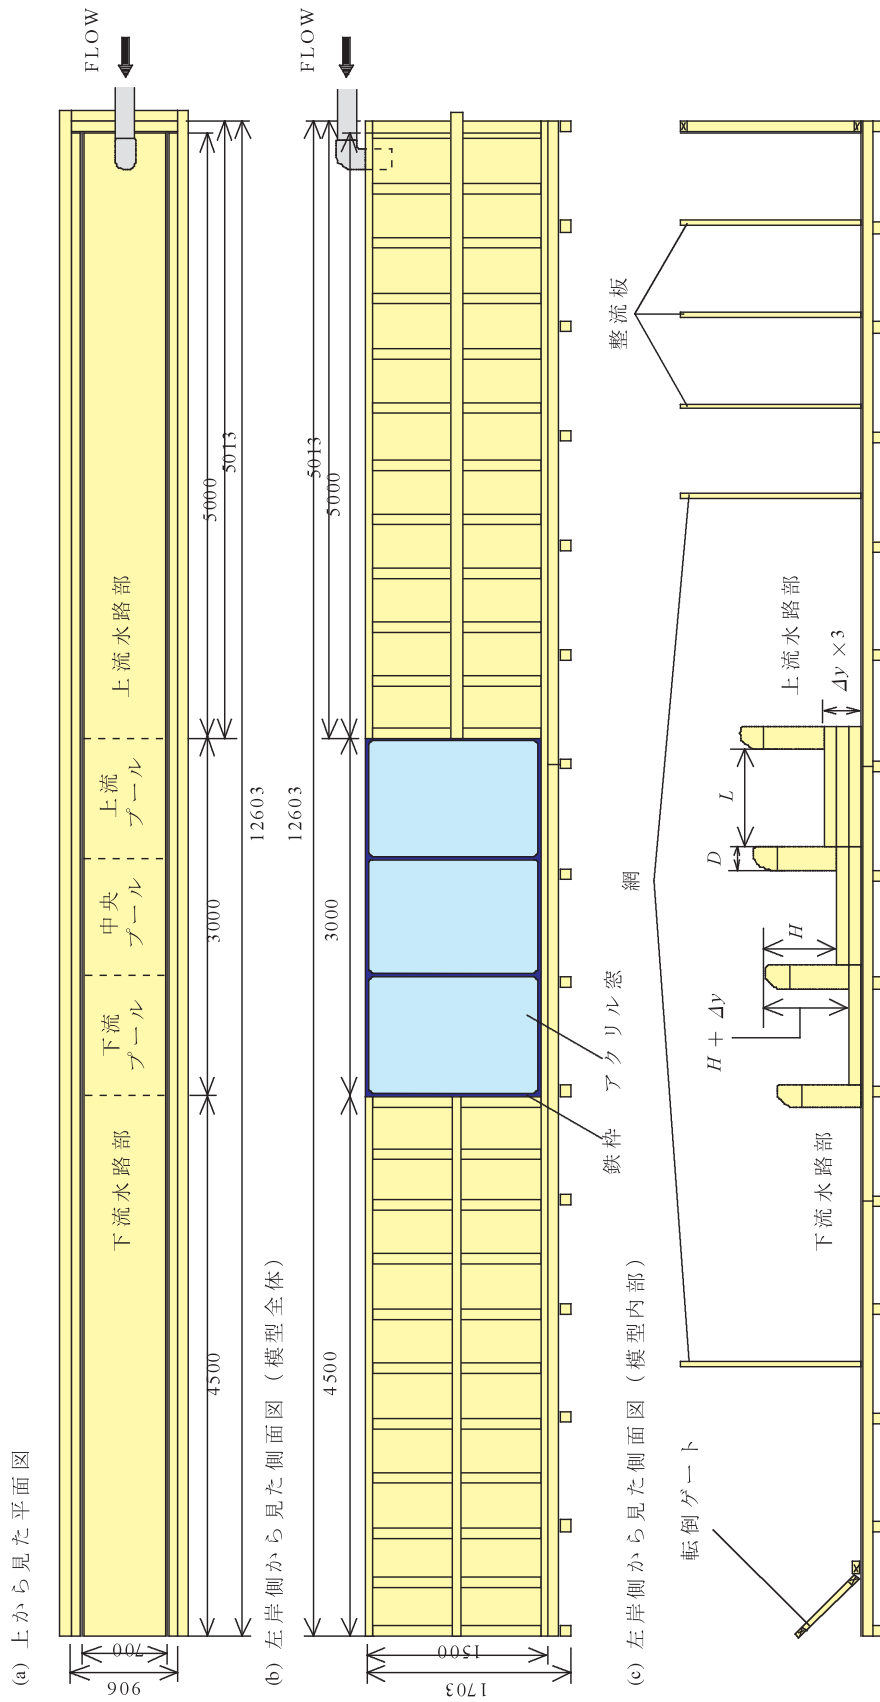 (a) 上から見た平面図
FLOW
下流水路部
下流
プール
中央
プール
上流
プール
上流水路部
906
700
4500
3000
5000
5013
12603
(b) 左岸側から見た側面図（模型全体）
FLOW
12603
5013
4500
3000
5000
1703
1500
鉄枠
アクリル窓
(c) 左岸側から見た側面図（模型内部）
転倒ゲート
網
整流板
下流水路部
上流水路部
H + Δy
H
D
L
Δy × 3